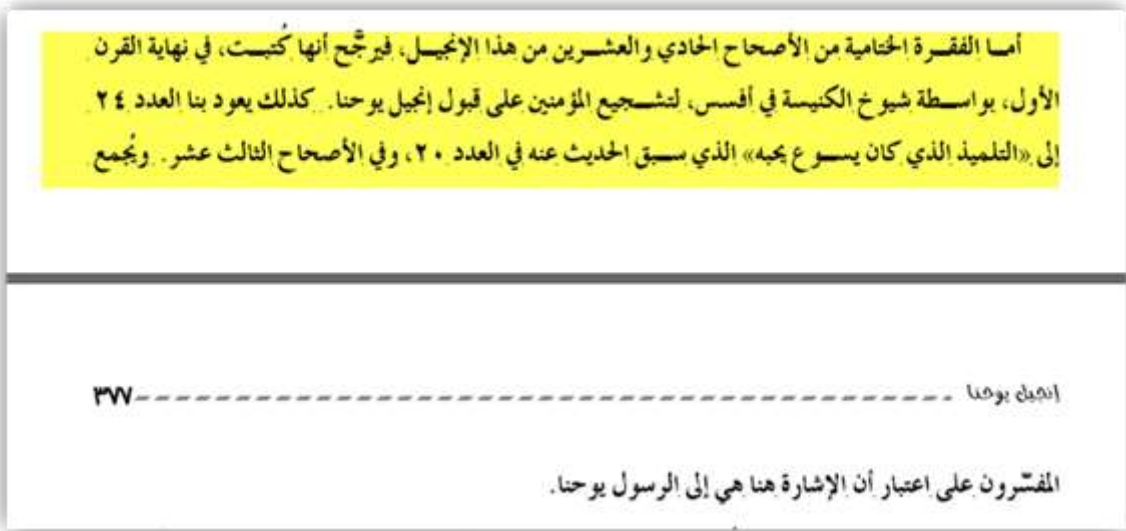 أما الفقرة الختامية من الأصحاح الحادي والعشرين من هذا الإنجيل، فيرجَّح أنها كُتبت، في نهاية القرن
الأول، بواسطة شيوخ الكنيسة في أفسس، لتشجيع المؤمنين على قبول إنجيل يوحنا. كذلك يعود بنا العدد ٢٤
إلى «التلميذ الذي كان يسوع يحبه» الذي سبق الحديث عنه في العدد ٢٠، وفي الأصحاح الثالث عشر. ويُجمع
إنجيل يوحنا ----------------------------------------- ٣٧٧
المفسّرون على اعتبار أن الإشارة هنا هي إلى الرسول يوحنا.